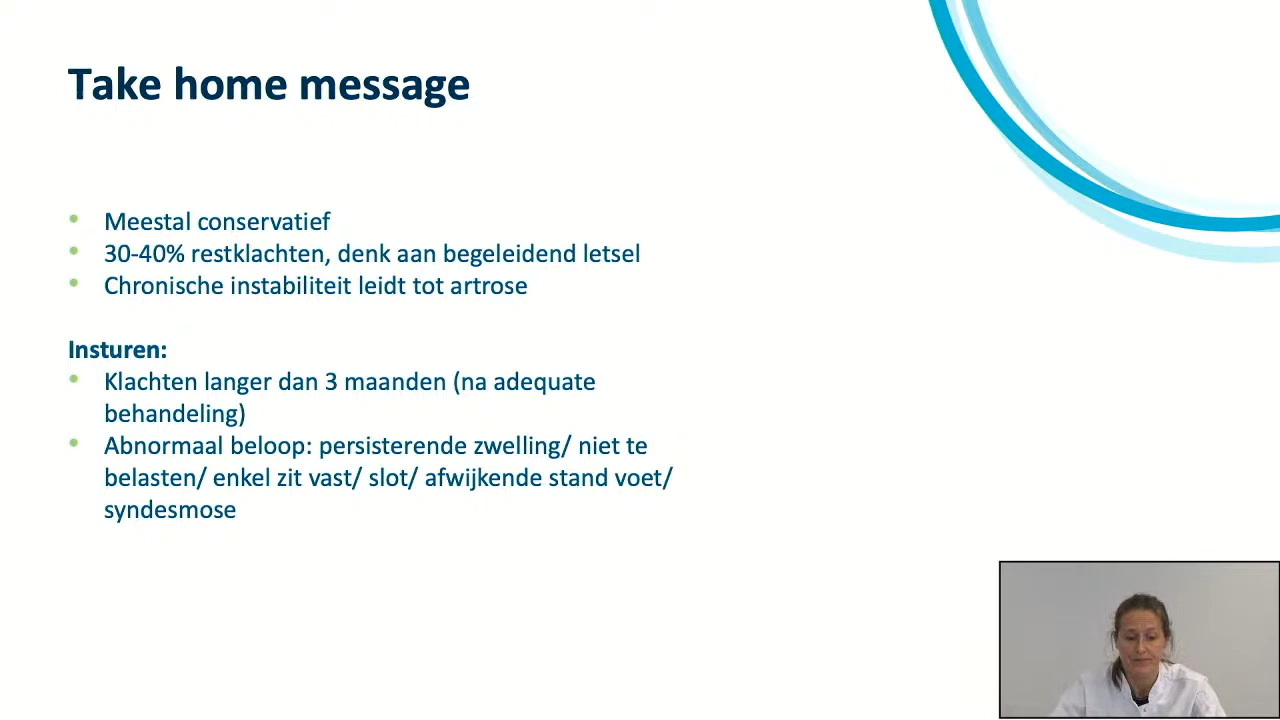 Take home message
Meestal conservatief
30-40% restklachten, denk aan begeleidend letsel
Chronische instabiliteit leidt tot artrose
Insturen:
Klachten langer dan 3 maanden (na adequate
behandeling)
Abnormaal beloop: persisterende zwelling/ niet te
belasten/ enkel zit vast/ slot/ afwijkende stand voet/
syndesmose